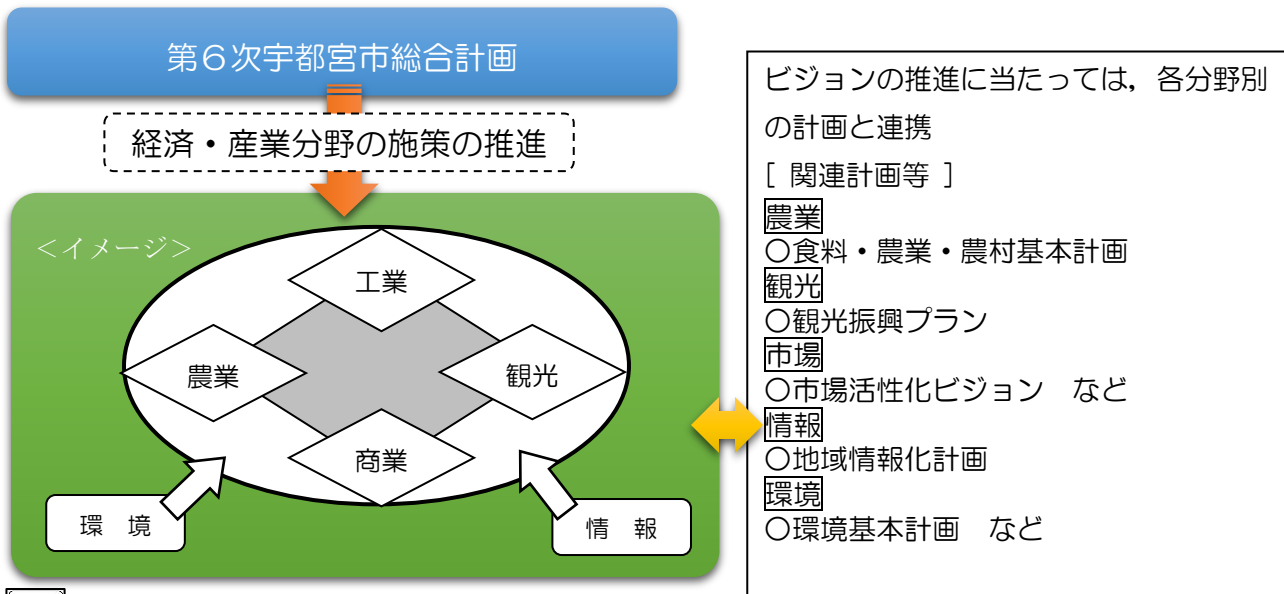 第6次宇都宮市総合計画
経済・産業分野の施策の推進
＜イメージ＞
工業
農業
観光
商業
環　境
情　報
ビジョンの推進に当たっては，各分野別
の計画と連携
［ 関連計画等 ］
農業
○食料・農業・農村基本計画
観光
○観光振興プラン
市場
○市場活性化ビジョン　など
情報
○地域情報化計画
環境
○環境基本計画　など